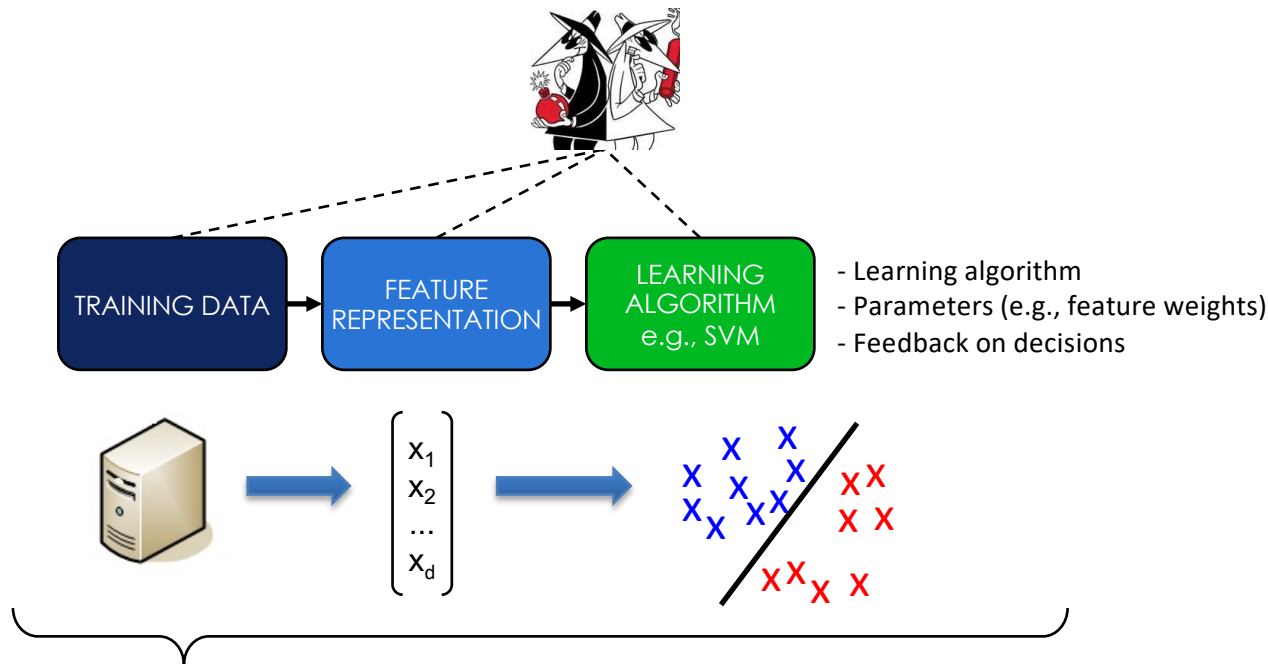 TRAINING DATA
FEATURE
REPRESENTATION
LEARNING
ALGORITHM
e.g., SVM
- Learning algorithm
- Parameters (e.g., feature weights)
- Feedback on decisions
x1
x2
...
xd
x x x x x x x x x x
x x x x x x x x